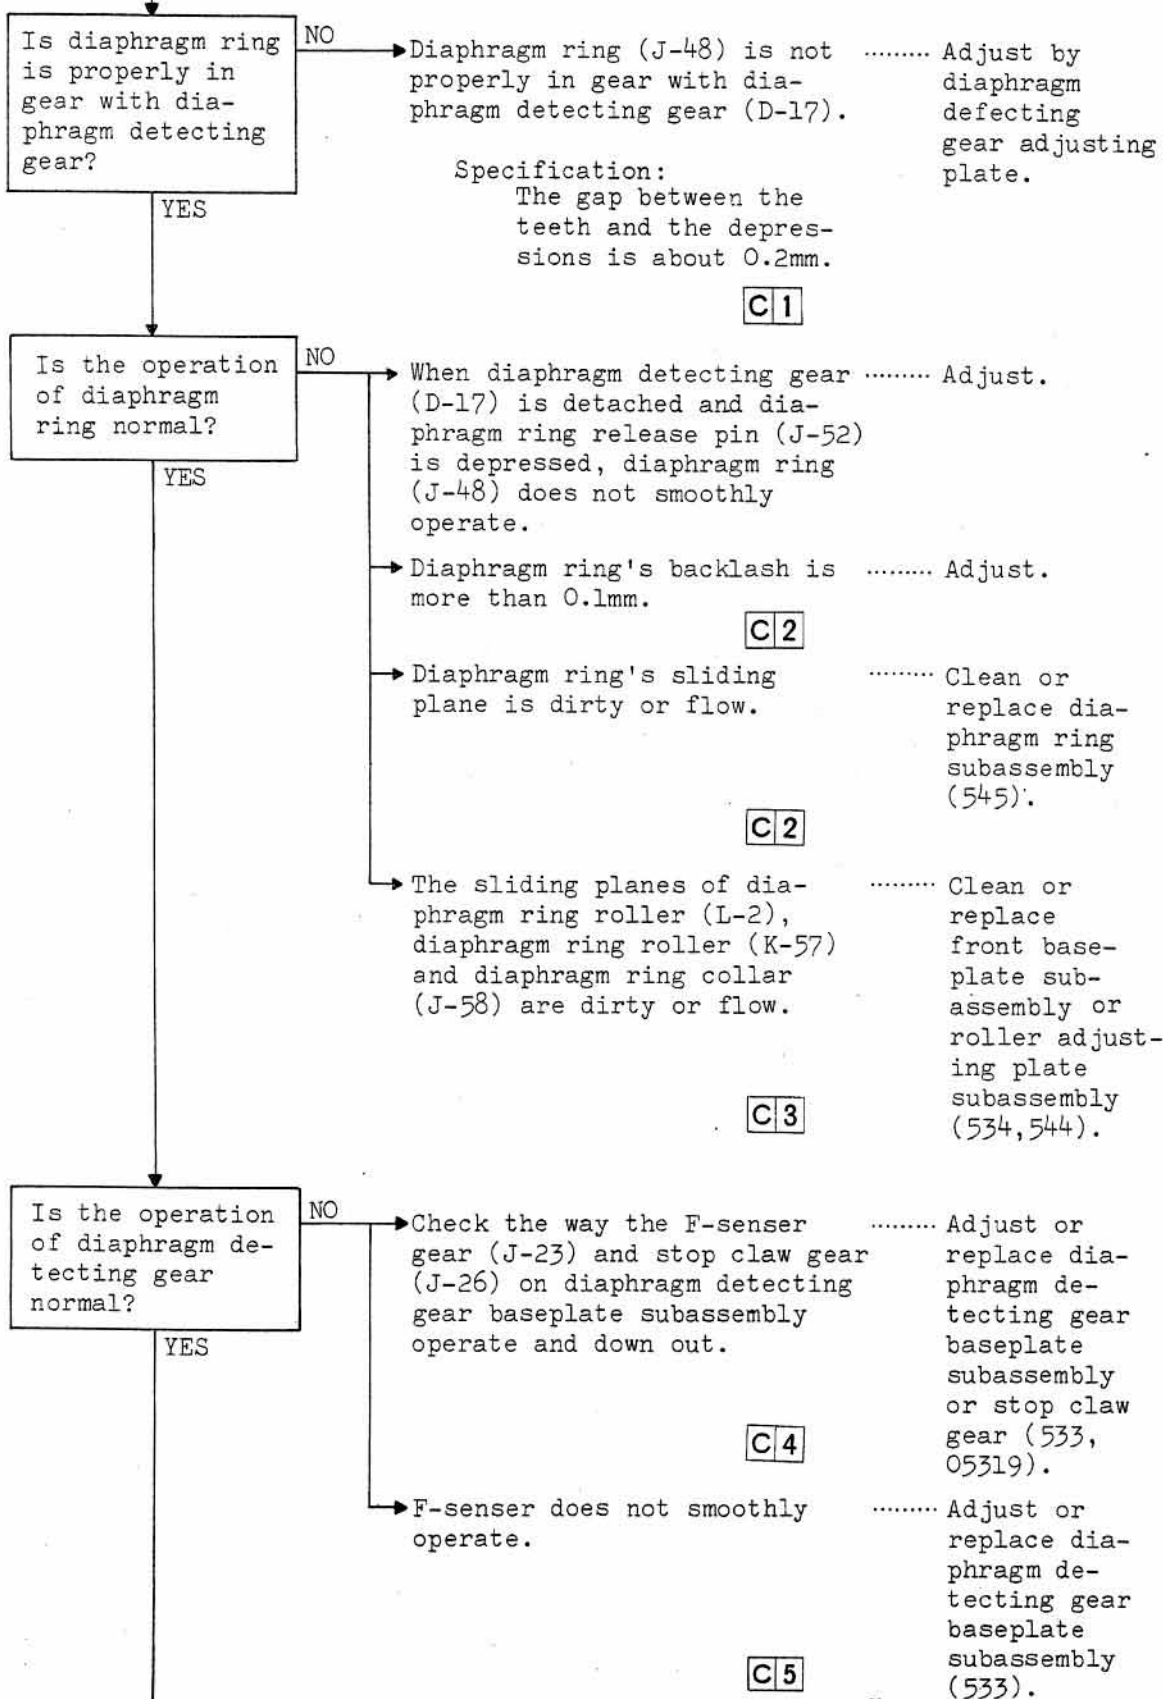 Is diaphragm ring
is properly in
gear with dia-
phragm detecting
gear?
NO
Diaphragm ring (J-48) is not
properly in gear with dia-
phragm detecting gear (D-17).
......... Adjust by
diaphragm
defecting
gear adjusting
plate.
Specification:
The gap between the
teeth and the depres-
sions is about 0.2mm.
C 1
YES
Is the operation
of diaphragm
ring normal?
NO
When diaphragm detecting gear
(D-17) is detached and dia-
phragm ring release pin (J-52)
is depressed, diaphragm ring
(J-48) does not smoothly
operate.
......... Adjust.
Diaphragm ring's backlash is
more than 0.1mm.
......... Adjust.
C 2
Diaphragm ring's sliding
plane is dirty or flow.
......... Clean or
replace dia-
phragm ring
subassembly
(545).
C 2
The sliding planes of dia-
phragm ring roller (L-2),
diaphragm ring roller (K-57)
and diaphragm ring collar
(J-58) are dirty or flow.
......... Clean or
replace
front base-
plate sub-
assembly or
roller adjust-
ing plate
subassembly
(534,544).
C 3
YES
Is the operation
of diaphragm de-
tecting gear
normal?
NO
Check the way the F-senser
gear (J-23) and stop claw gear
(J-26) on diaphragm detecting
gear baseplate subassembly
operate and down out.
......... Adjust or
replace dia-
phragm de-
tecting gear
baseplate
subassembly
or stop claw
gear (533,
05319).
C 4
F-senser does not smoothly
operate.
......... Adjust or
replace dia-
phragm de-
tecting gear
baseplate
subassembly
(533).
C 5
YES